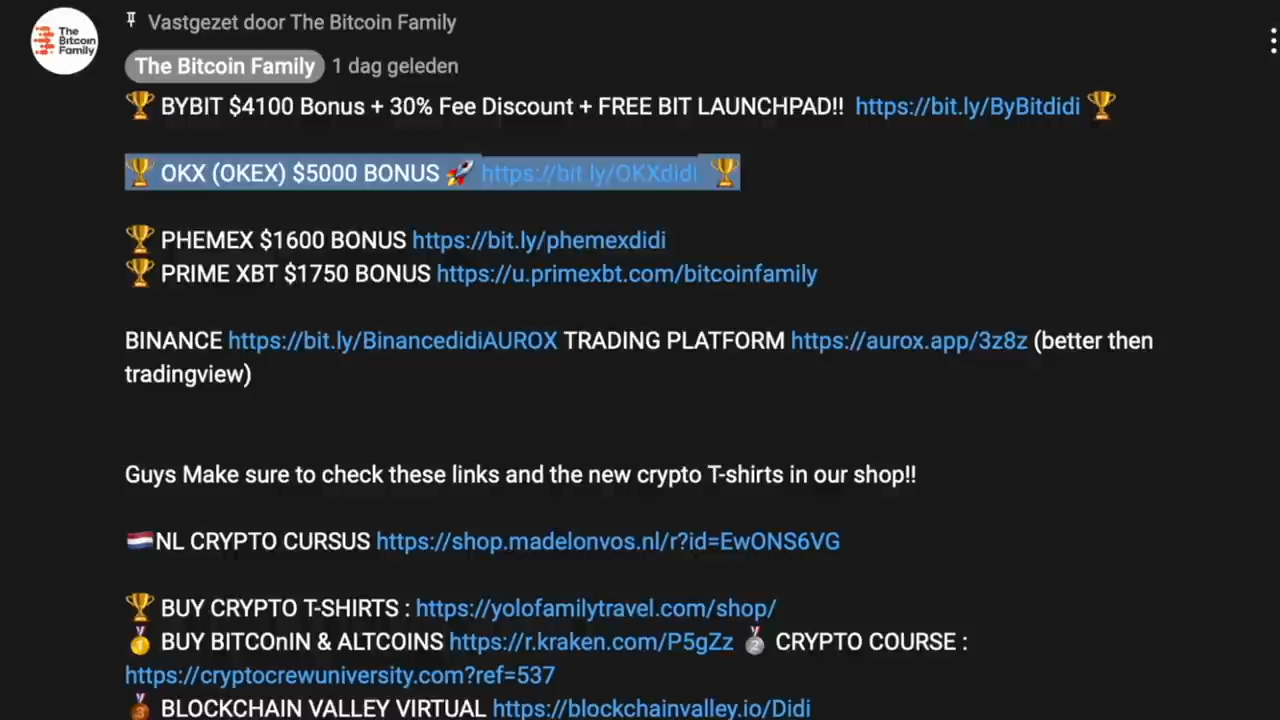 The
Bitcoin
Family
Vastgezet door The Bitcoin Family
The Bitcoin Family 1 dag geleden
🏆 BYBIT $4100 Bonus + 30% Fee Discount + FREE BIT LAUNCHPAD!! https://bit.ly/ByBitdidi 🏆
🏆 OKX (OKEX) $5000 BONUS 🚀 https://bit.ly/OKXdidi 🏆
🏆 PHEMEX $1600 BONUS https://bit.ly/phemexdidi
🏆 PRIME XBT $1750 BONUS https://u.primexbt.com/bitcoinfamily
BINANCE https://bit.ly/BinancedidiAUROX TRADING PLATFORM https://aurox.app/3z8z (better then
tradingview)
Guys Make sure to check these links and the new crypto T-shirts in our shop!!
🇳🇱NL CRYPTO CURSUS https://shop.madelonvos.nl/r?id=EwONS6VG
🏆 BUY CRYPTO T-SHIRTS : https://yolofamilytravel.com/shop/
🥇 BUY BITCOnIN & ALTCOINS https://r.kraken.com/P5gZz 🥈 CRYPTO COURSE :
https://cryptocrewuniversity.com?ref=537
🥉 BLOCKCHAIN VALLEY VIRTUAL https://blockchainvalley.io/Didi